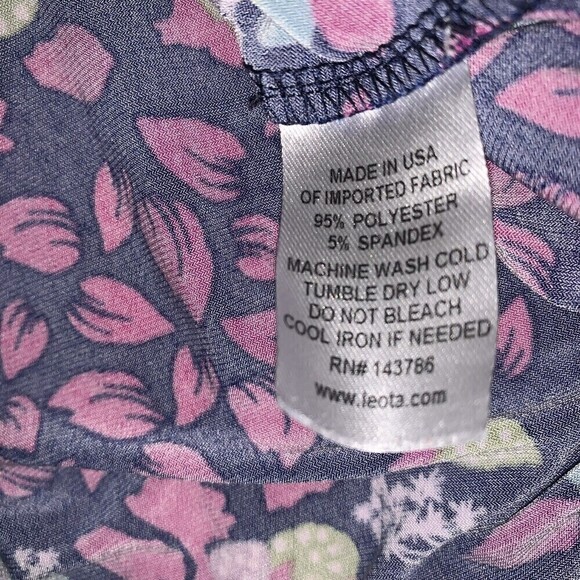 MADE IN USA
OF IMPORTED FABRIC
95% POLYESTER
5% SPANDEX
MACHINE WASH COLD
TUMBLE DRY LOW
DO NOT BLEACH
COOL IRON IF NEEDED
RN# 143786
www.leota.com